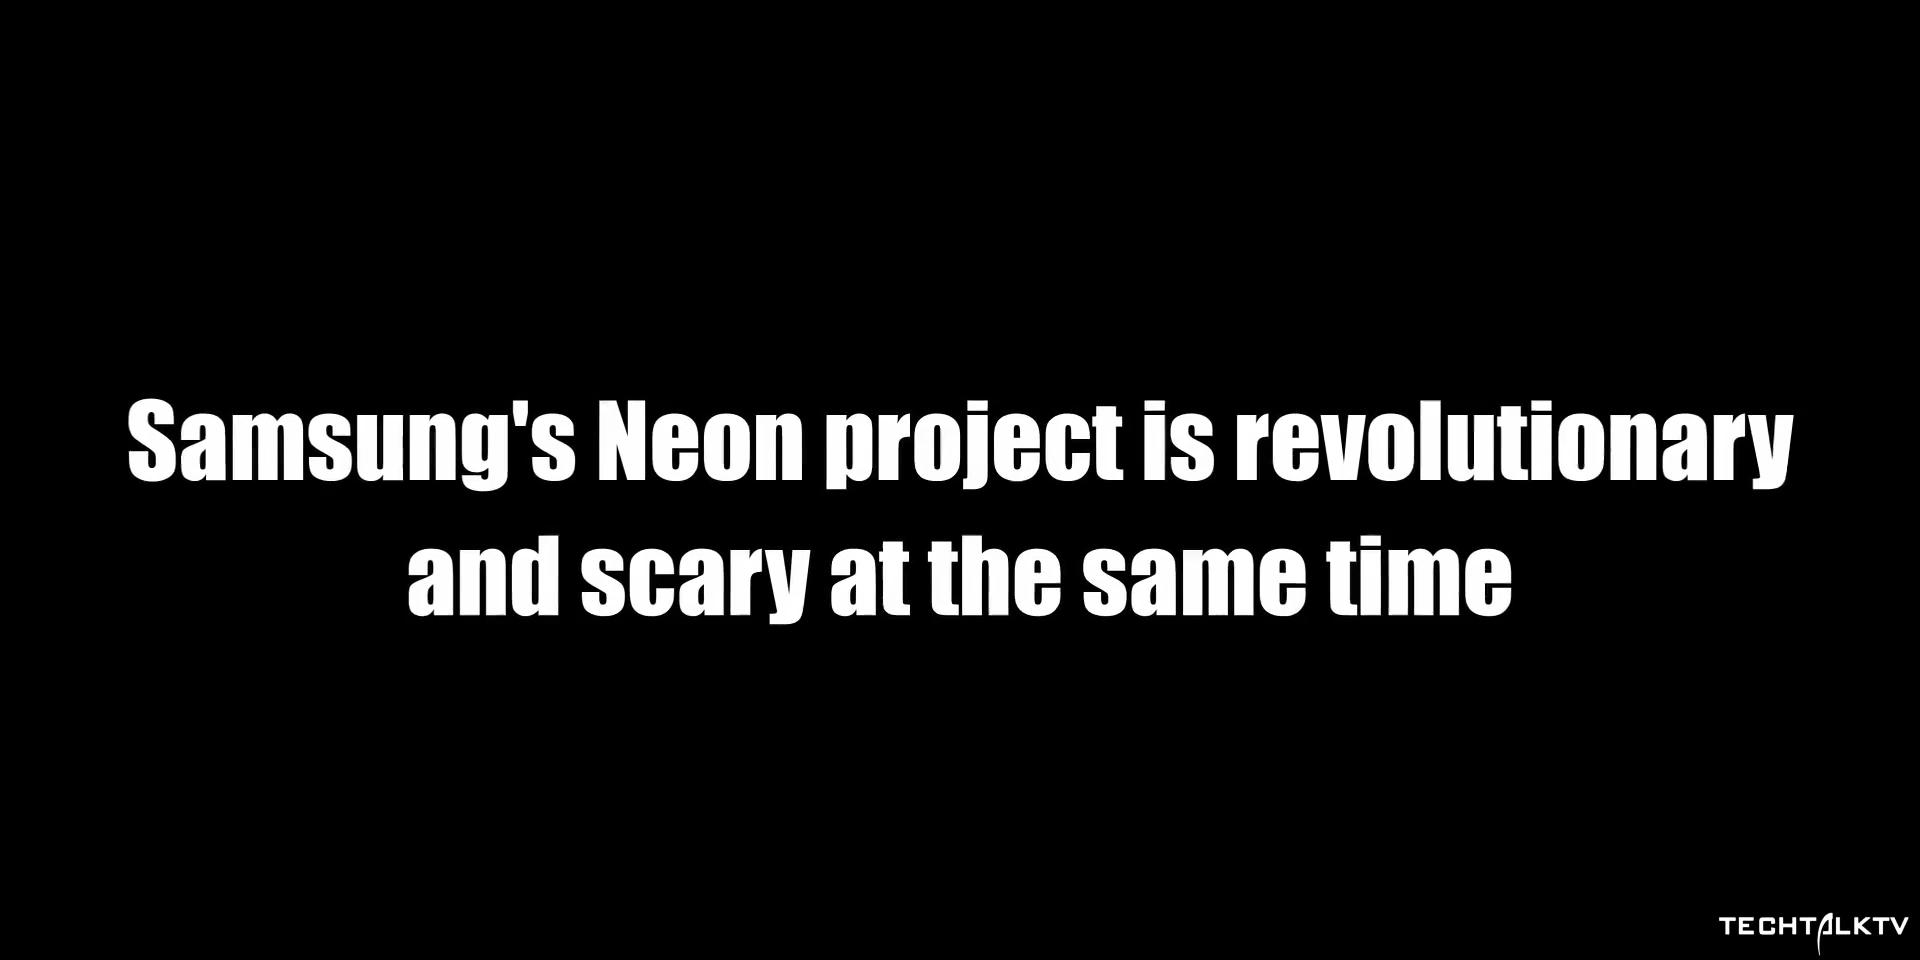 Samsung's Neon project is revolutionary
and scary at the same time
TECHTALKTV